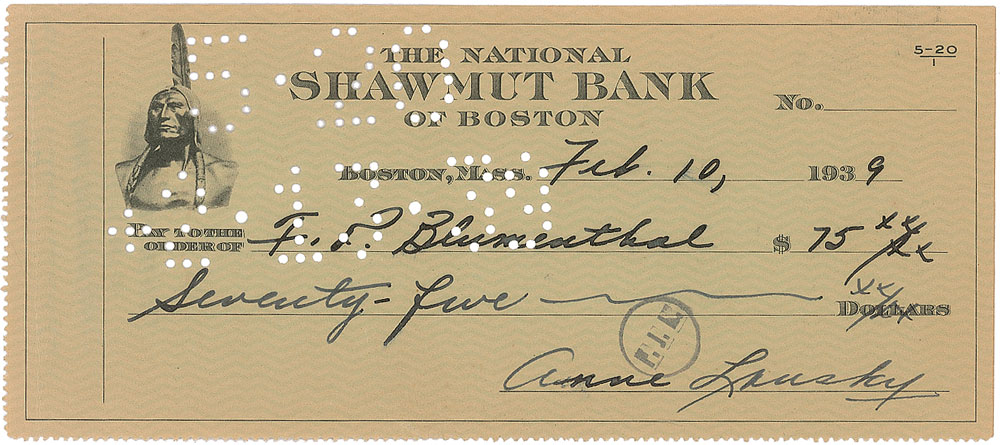 THE NATIONAL
SHAWMUT BANK
OF BOSTON
5-20
1
No.
BOSTON, MASS. Feb. 10, 1939
PAY TO THE
ORDER OF F. P. Blumenthal $ 75 xx/xx
Seventy-five xx/xx DOLLARS
Anne Lansky